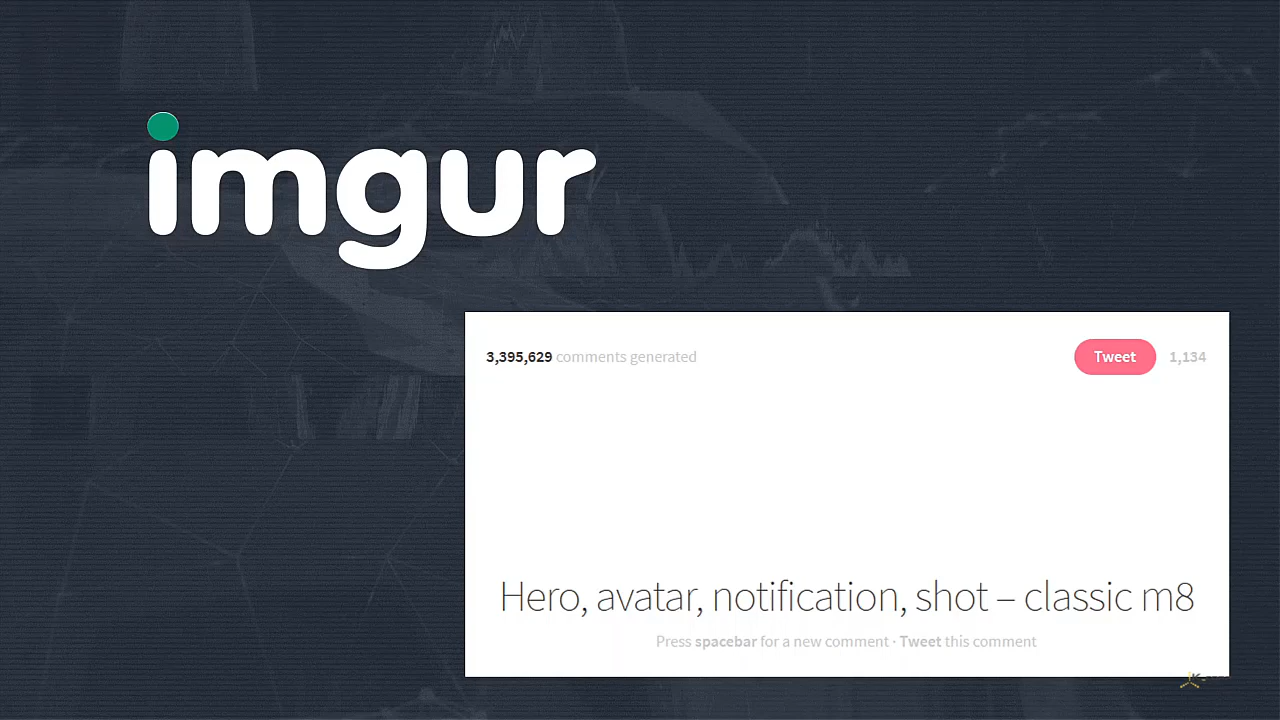 imgur
3,395,629 comments generated
Tweet 1,134
Hero, avatar, notification, shot – classic m8
Press spacebar for a new comment · Tweet this comment